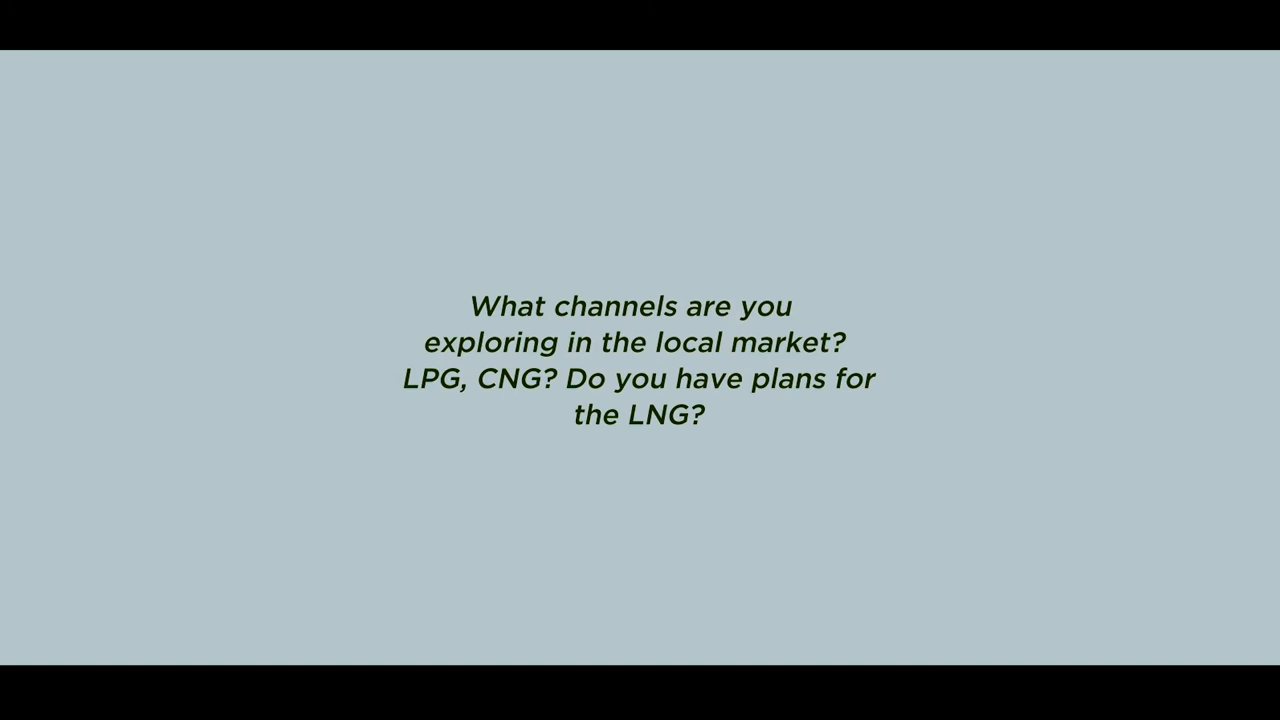 What channels are you
exploring in the local market?
LPG, CNG? Do you have plans for
the LNG?